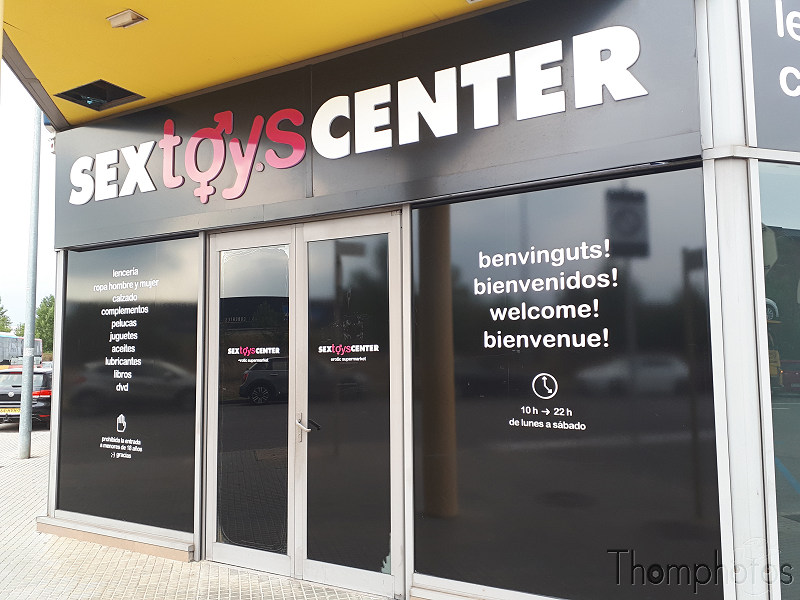 SEXtoysCENTER
le
c
lencería
ropa hombre y mujer
calzado
complementos
pelucas
juguetes
aceites
lubricantes
libros
dvd
prohibida la entrada
a menores de 18 años
;-) gracias
SEXtoysCENTER
erotic supermarket
SEXtoysCENTER
erotic supermarket
benvinguts!
bienvenidos!
welcome!
bienvenue!
10 h → 22 h
de lunes a sábado
Thomphotos